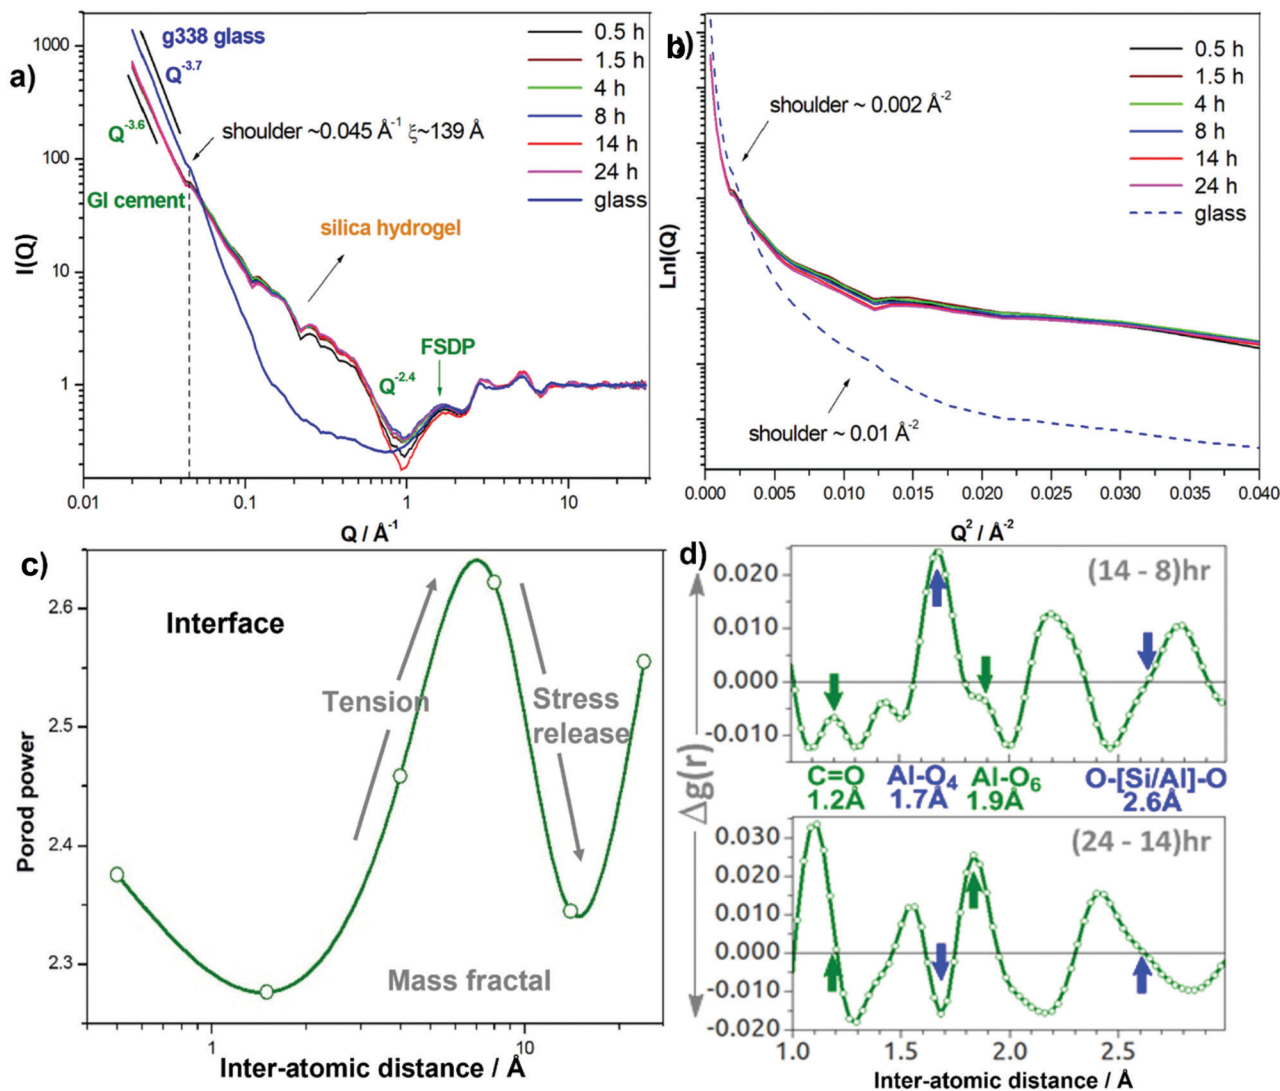 a)
g338 glass
Q-3.7
Q-3.6
shoulder ~0.045 Å-1 ξ~139 Å
GI cement
silica hydrogel
FSDP
Q-2.4
0.5 h
1.5 h
4 h
8 h
14 h
24 h
glass
1000
100
10
1
I(Q)
0.01
0.1
1
10
Q / Å-1
b)
shoulder ~ 0.002 Å-2
shoulder ~ 0.01 Å-2
0.5 h
1.5 h
4 h
8 h
14 h
24 h
glass
LnI(Q)
0.000
0.005
0.010
0.015
0.020
0.025
0.030
0.035
0.040
Q2 / Å-2
c)
Interface
Tension
Stress
release
Mass fractal
2.6
2.5
2.4
2.3
Porod power
1
10
Inter-atomic distance / Å
d)
(14 - 8)hr
0.020
0.010
0.000
-0.010
C=O
1.2Å
Al-O4
1.7Å
Al-O6
1.9Å
O-[Si/Al]-O
2.6Å
Δg(r)
(24 - 14)hr
0.030
0.020
0.010
0.000
-0.010
-0.020
1.0
1.5
2.0
2.5
Inter-atomic distance / Å